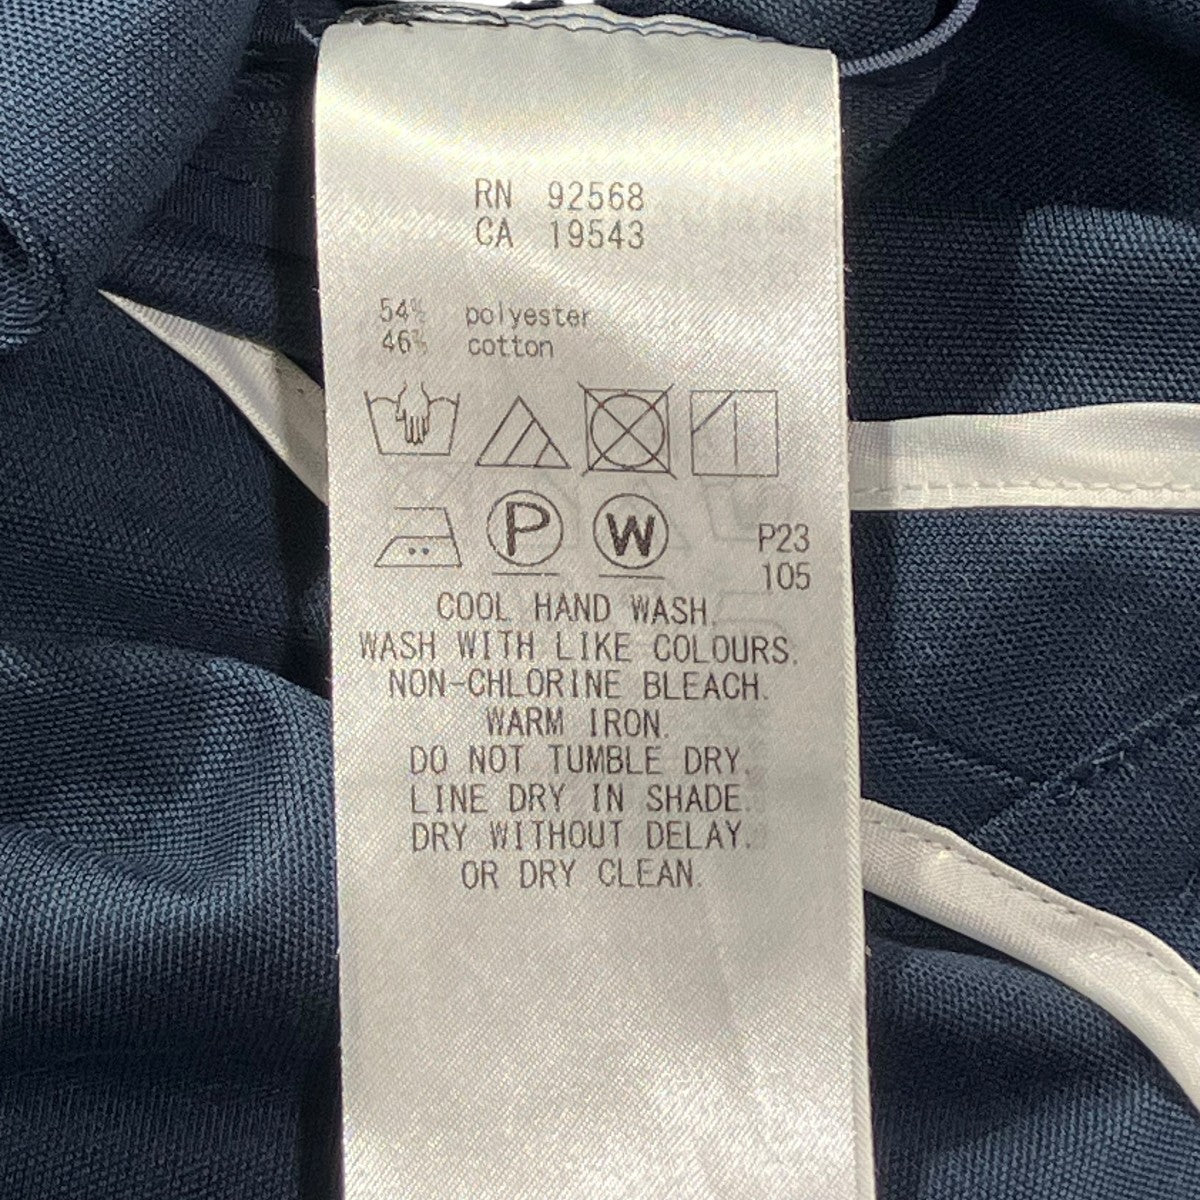 RN 92568
CA 19543
54% polyester
46% cotton
P W P23
105
COOL HAND WASH.
WASH WITH LIKE COLOURS.
NON-CHLORINE BLEACH.
WARM IRON.
DO NOT TUMBLE DRY.
LINE DRY IN SHADE.
DRY WITHOUT DELAY.
OR DRY CLEAN.